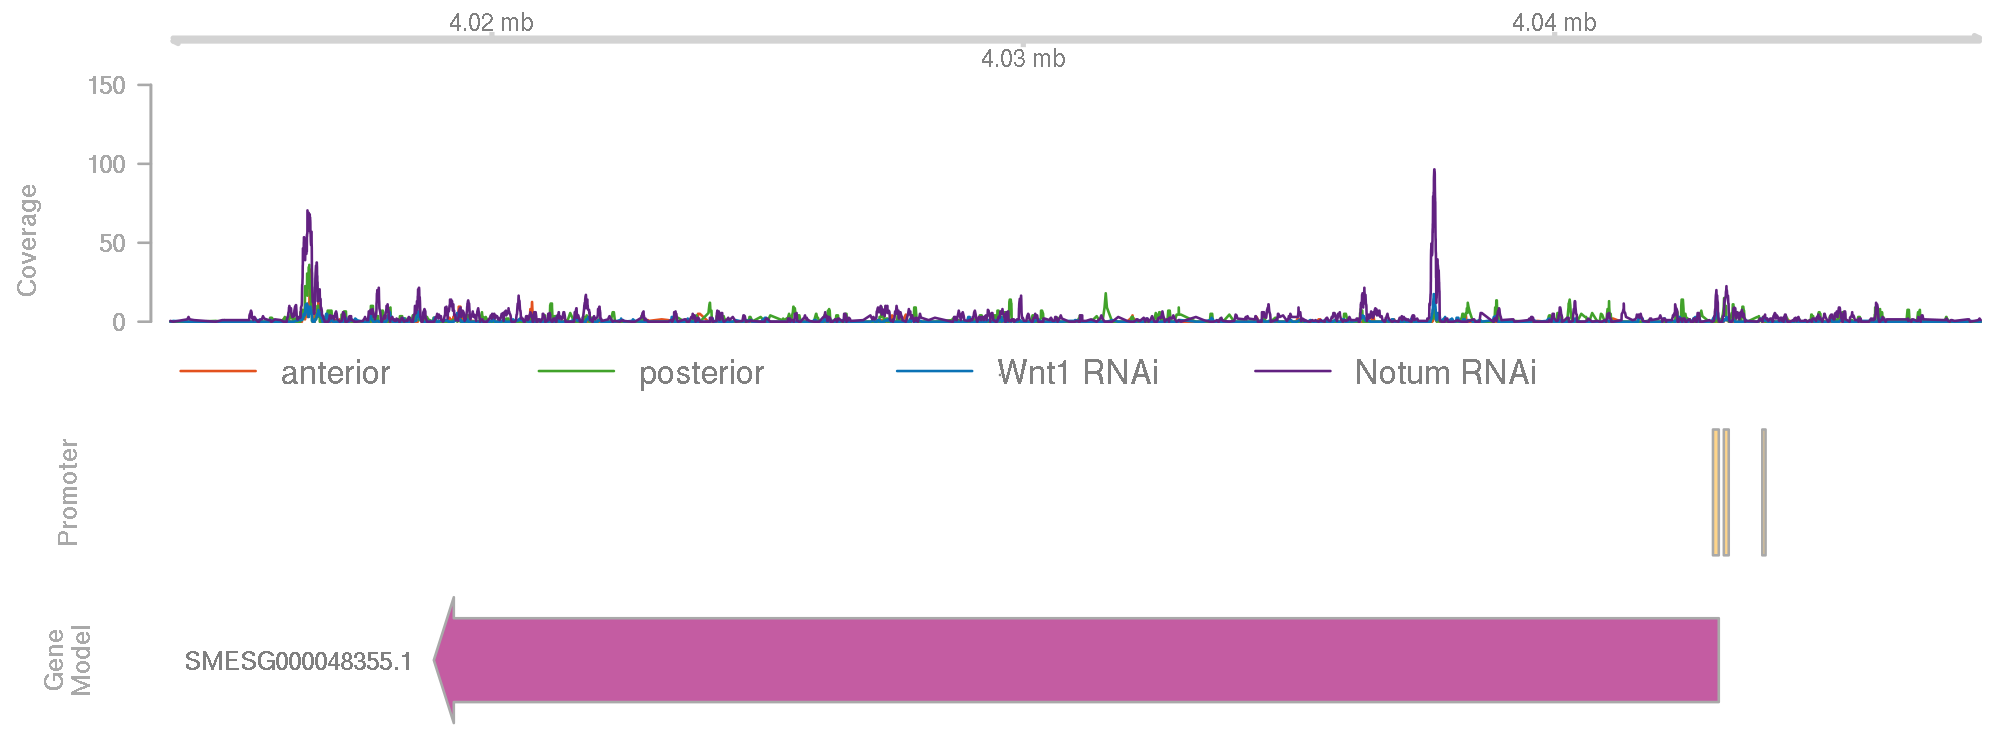 4.02 mb
4.04 mb
4.03 mb
150
100
50
0
Coverage
anterior
posterior
Wnt1 RNAi
Notum RNAi
Promoter
Gene
Model
SMESG000048355.1